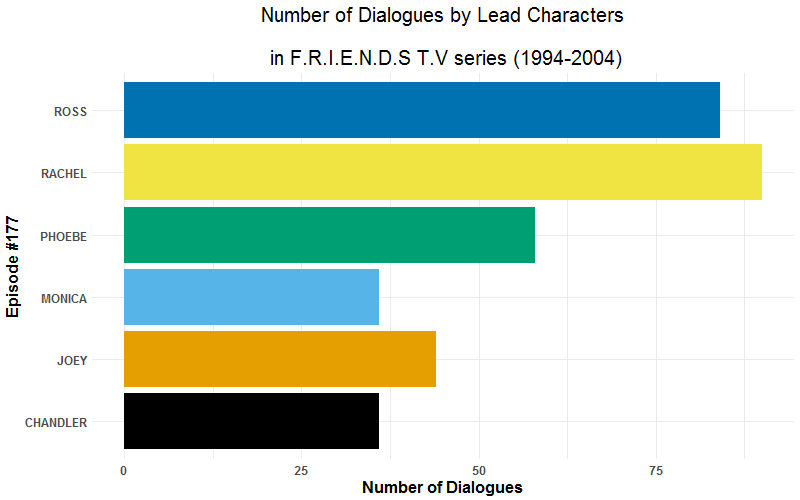 Number of Dialogues by Lead Characters
in F.R.I.E.N.D.S T.V series (1994-2004)
Episode #177
ROSS
RACHEL
PHOEBE
MONICA
JOEY
CHANDLER
0 25 50 75
Number of Dialogues